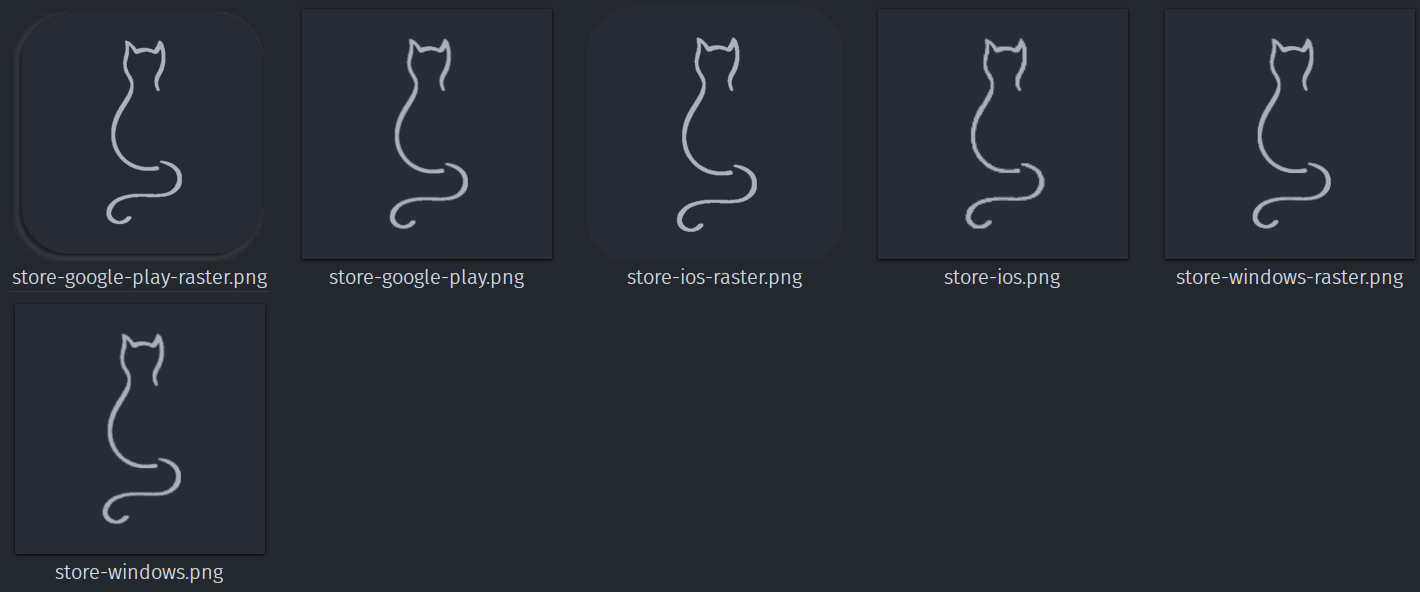 store-google-play-raster.png
store-google-play.png
store-ios-raster.png
store-ios.png
store-windows-raster.png
store-windows.png